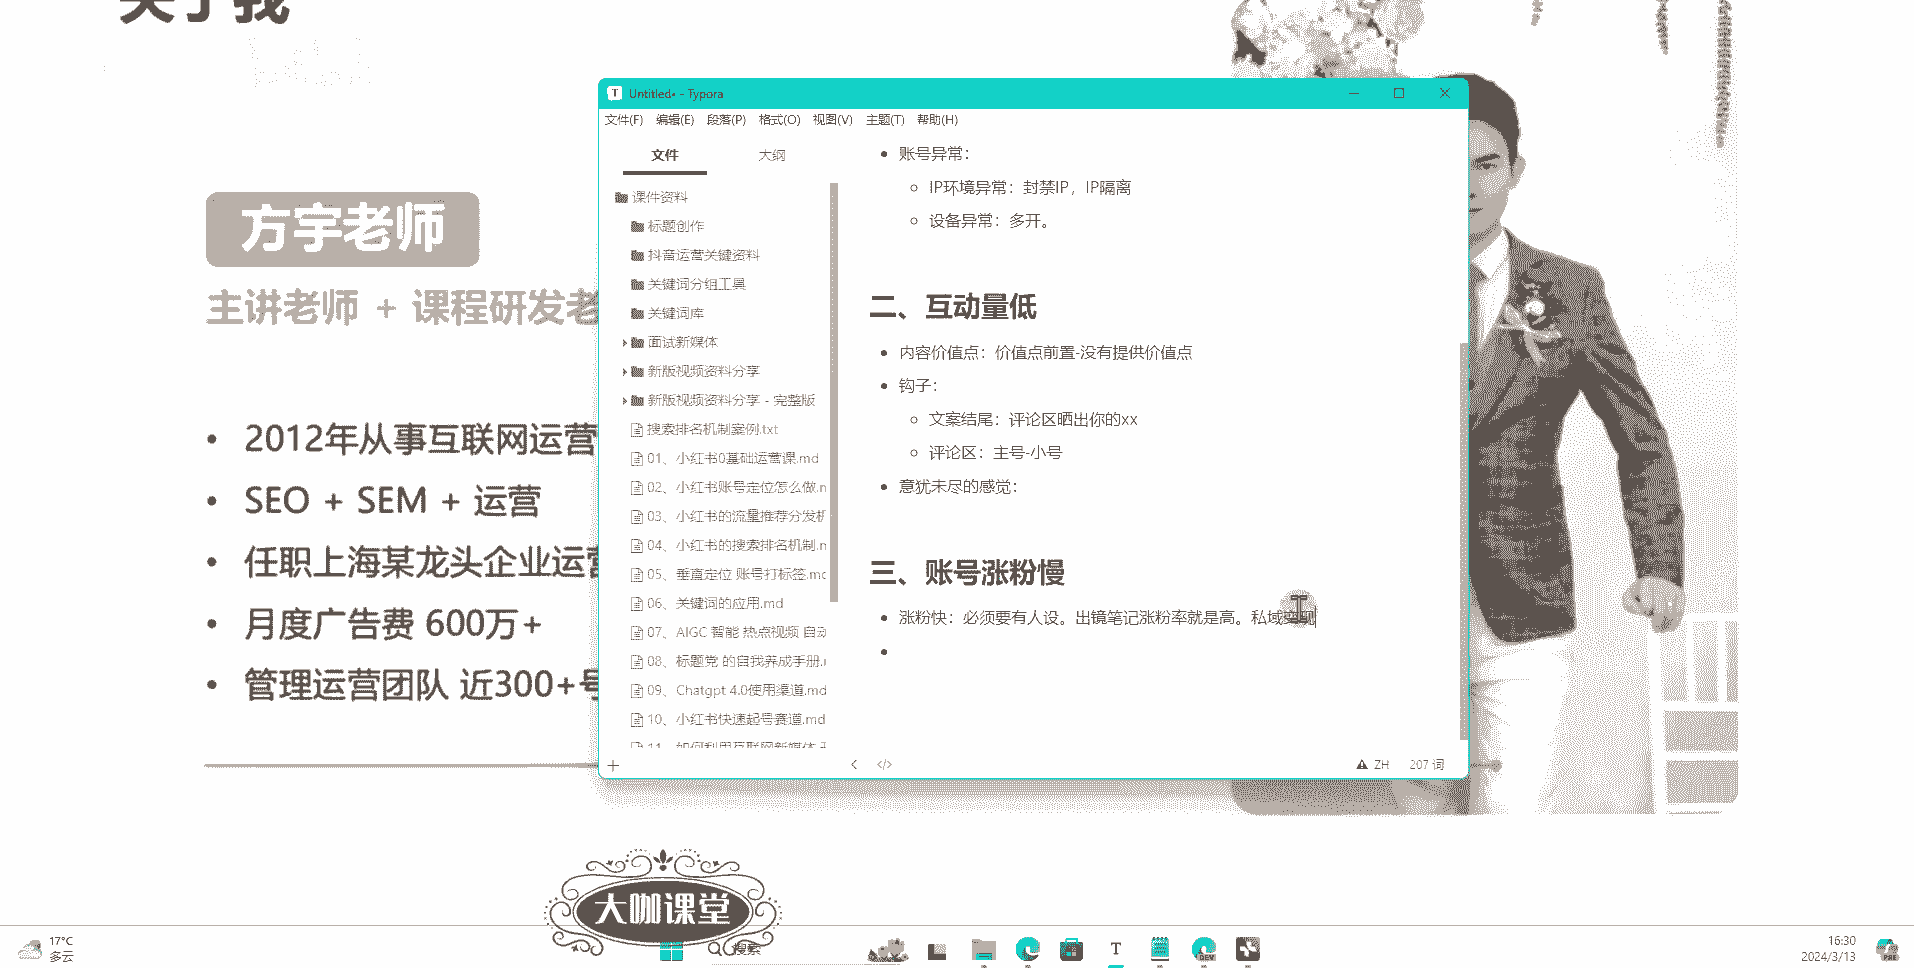 关于我
方宇老师
主讲老师 + 课程研发老
2012年从事互联网运营
SEO + SEM + 运营
任职上海某龙头企业运营
月度广告费 600万+
管理运营团队 近300+号
Untitled• - Typora
文件(F) 编辑(E) 段落(P) 格式(O) 视图(V) 主题(T) 帮助(H)
文件 大纲
课件资料
标题创作
抖音运营关键资料
关键词分组工具
关键词库
面试新媒体
新版视频资料分享
新版视频资料分享 - 完整版
搜索排名机制案例.txt
01、小红书0基础运营课.md
02、小红书账号定位怎么做.m
03、小红书的流量推荐分发机
04、小红书的搜索排名机制.m
05、垂直定位 账号打标签.mc
06、关键词的应用.md
07、AIGC 智能 热点视频 自动
08、标题党 的自我养成手册.
09、Chatgpt 4.0使用渠道.md
10、小红书快速起号赛道.md
11、如何利用互联网新媒体
账号异常：
IP环境异常：封禁IP，IP隔离
设备异常：多开。
二、互动量低
内容价值点：价值点前置-没有提供价值点
钩子：
文案结尾：评论区晒出你的xx
评论区：主号-小号
意犹未尽的感觉：
三、账号涨粉慢
涨粉快：必须要有人设。出镜笔记涨粉率就是高。私域变现
ZH 207 词
大咖课堂
17°C
多云
搜索
16:30
2024/3/13